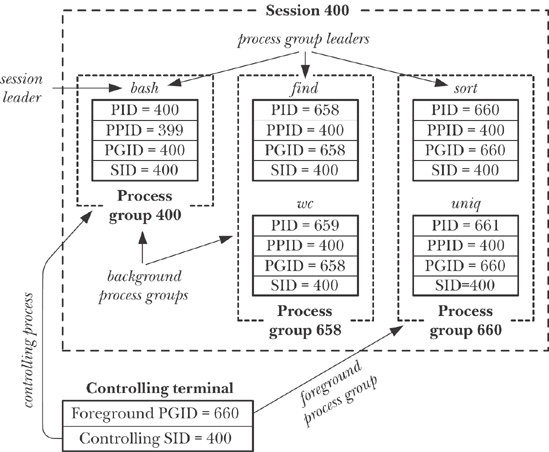 Session 400
process group leaders
session
leader
bash
PID = 400
PPID = 399
PGID = 400
SID = 400
Process
group 400
find
PID = 658
PPID = 400
PGID = 658
SID = 400
wc
PID = 659
PPID = 400
PGID = 658
SID = 400
Process
group 658
sort
PID = 660
PPID = 400
PGID = 660
SID = 400
uniq
PID = 661
PPID = 400
PGID = 660
SID=400
Process
group 660
background
process groups
controlling process
foreground
process group
Controlling terminal
Foreground PGID = 660
Controlling SID = 400